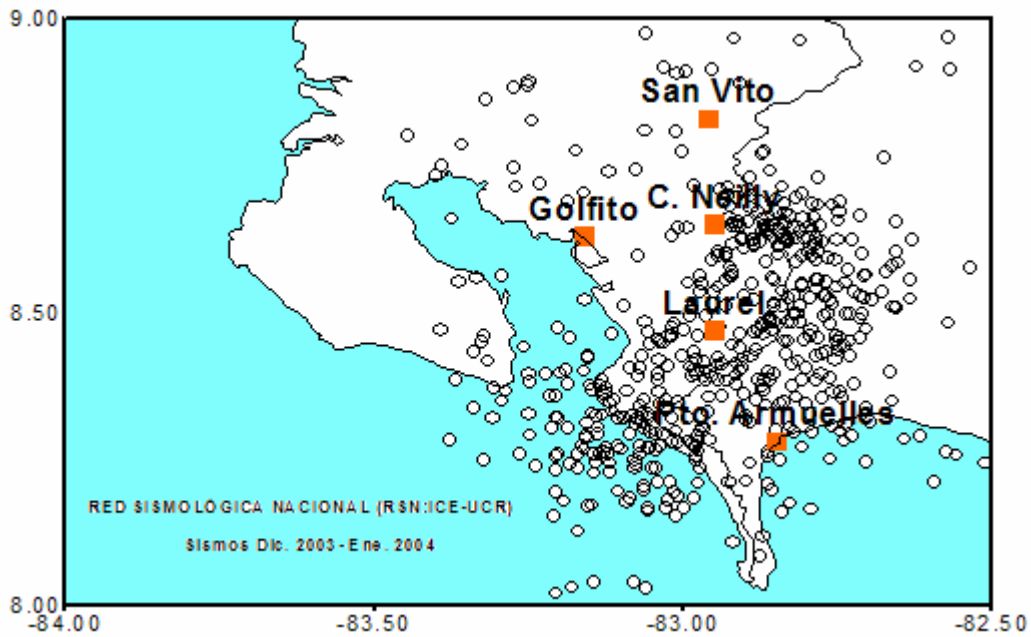 9.00
San Vito
C. Neilly
Golfito
8.50
Laurel
Pto. Armuelles
RED SISMOLÓGICA NACIONAL (RSN:ICE-UCR)
Sismos Dic. 2003 - Ene. 2004
8.00
-84.00 -83.50 -83.00 -82.50